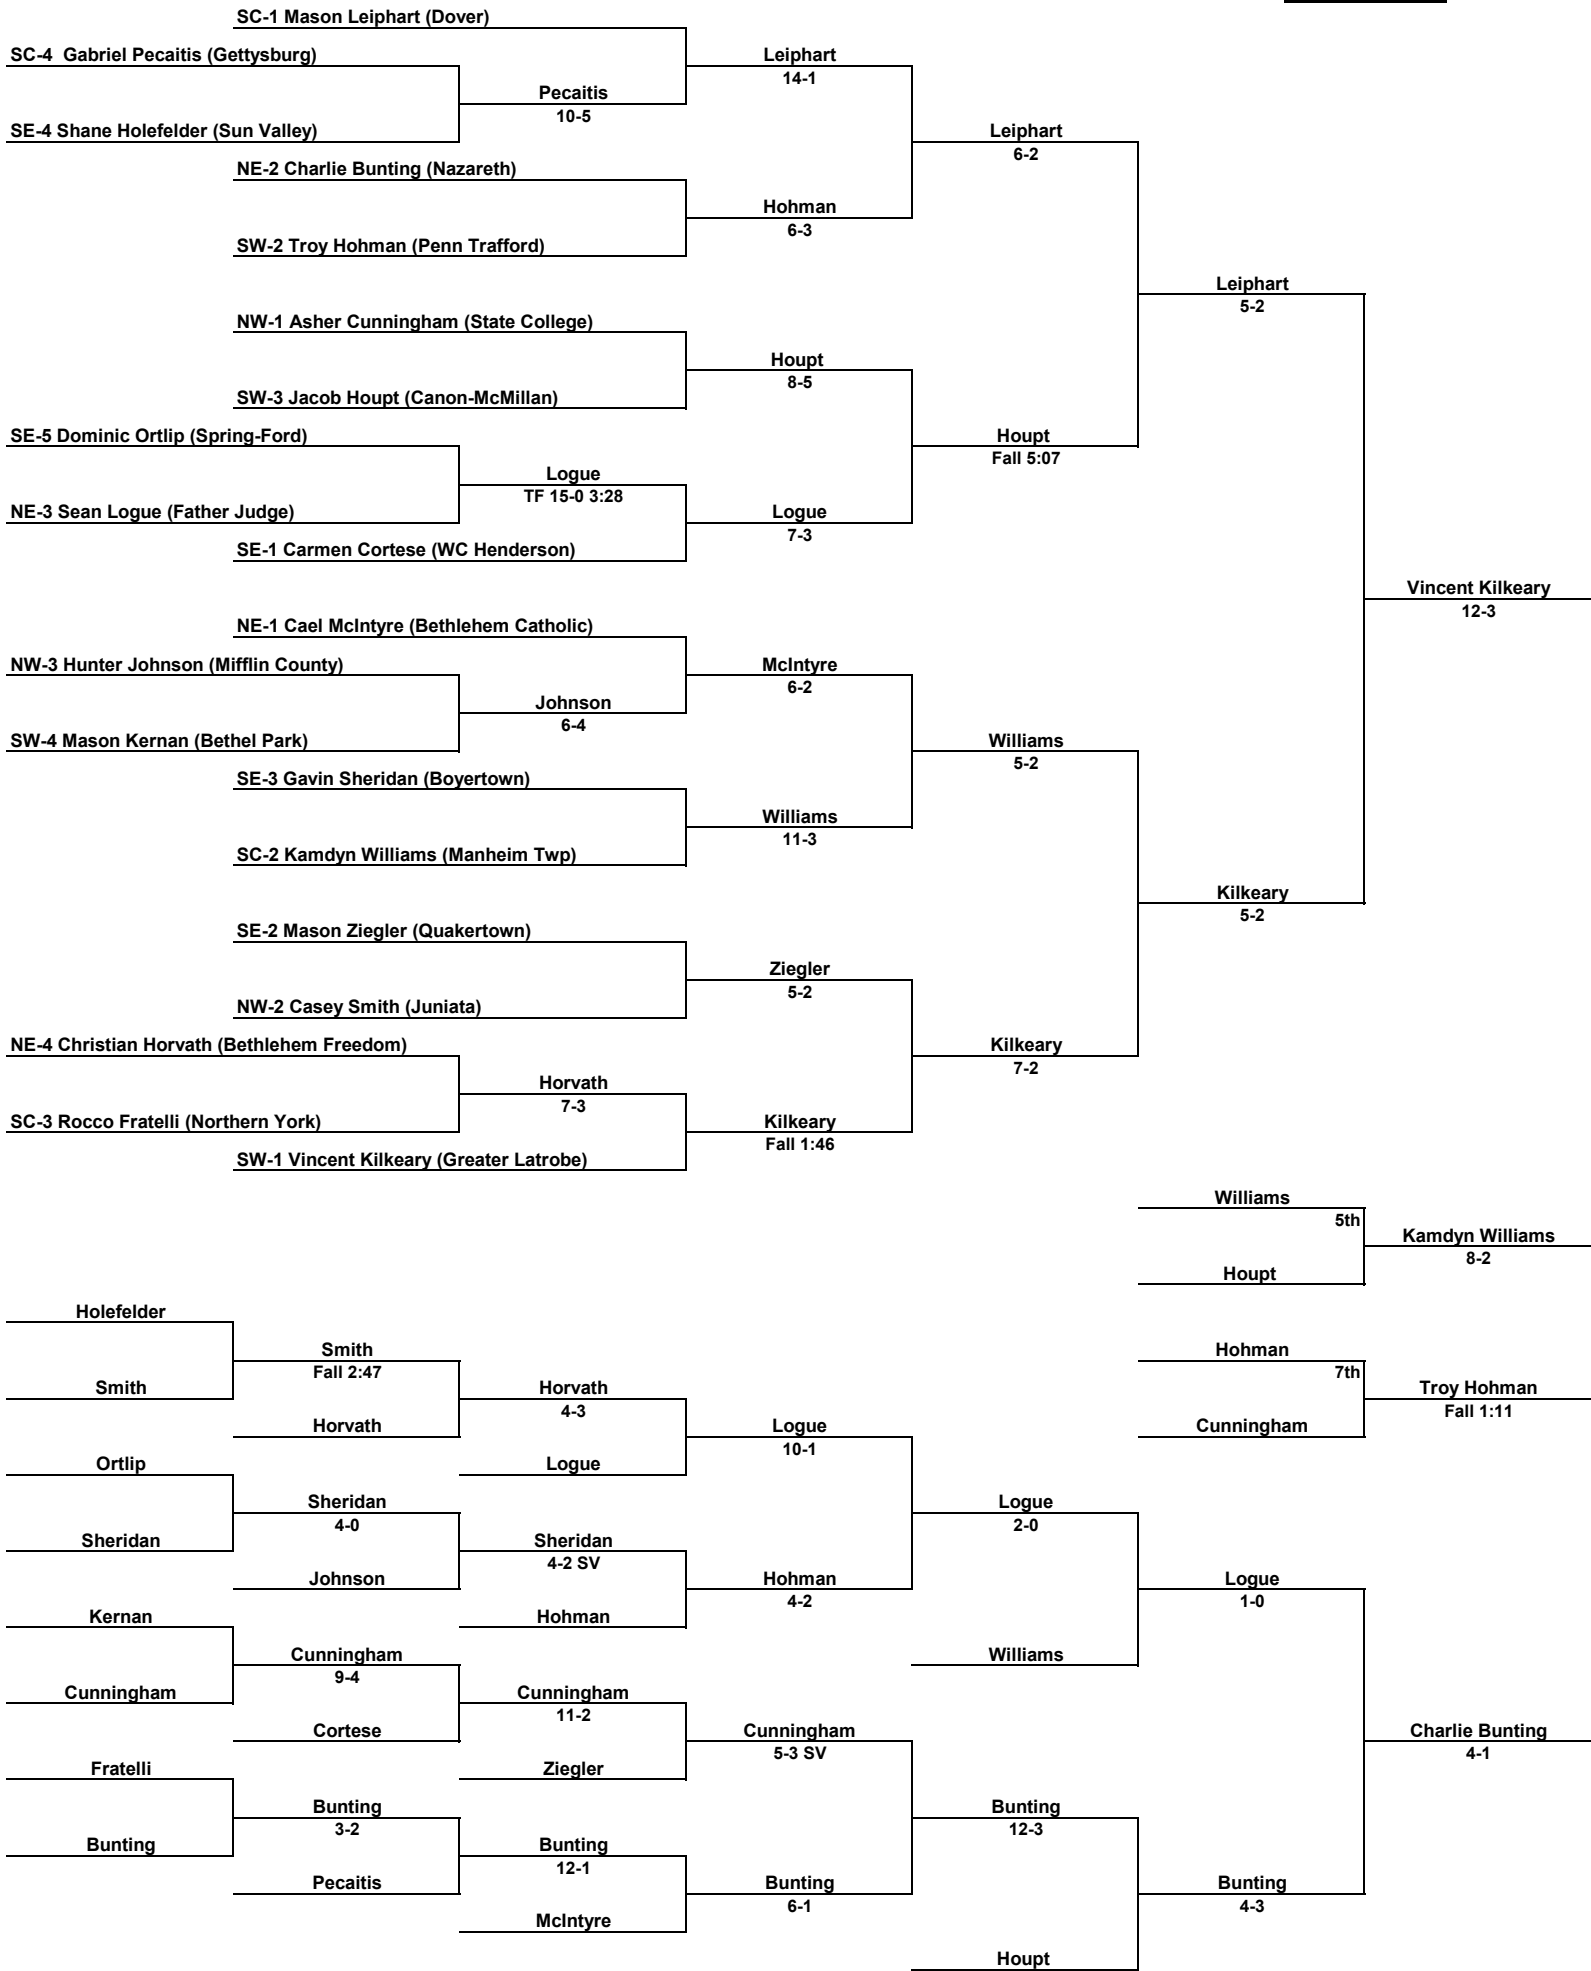 SC-1 Mason Leiphart (Dover)
SC-4 Gabriel Pecaitis (Gettysburg)
Leiphart
14-1
Pecaitis
10-5
SE-4 Shane Holefelder (Sun Valley)
Leiphart
6-2
NE-2 Charlie Bunting (Nazareth)
Hohman
6-3
SW-2 Troy Hohman (Penn Trafford)
Leiphart
5-2
NW-1 Asher Cunningham (State College)
Houpt
8-5
SW-3 Jacob Houpt (Canon-McMillan)
SE-5 Dominic Ortlip (Spring-Ford)
Houpt
Fall 5:07
Logue
TF 15-0 3:28
NE-3 Sean Logue (Father Judge)
Logue
7-3
SE-1 Carmen Cortese (WC Henderson)
Vincent Kilkeary
12-3
NE-1 Cael McIntyre (Bethlehem Catholic)
NW-3 Hunter Johnson (Mifflin County)
McIntyre
6-2
Johnson
6-4
SW-4 Mason Kernan (Bethel Park)
Williams
5-2
SE-3 Gavin Sheridan (Boyertown)
Williams
11-3
SC-2 Kamdyn Williams (Manheim Twp)
Kilkeary
5-2
SE-2 Mason Ziegler (Quakertown)
Ziegler
5-2
NW-2 Casey Smith (Juniata)
NE-4 Christian Horvath (Bethlehem Freedom)
Kilkeary
7-2
Horvath
7-3
SC-3 Rocco Fratelli (Northern York)
Kilkeary
Fall 1:46
SW-1 Vincent Kilkeary (Greater Latrobe)
Williams
5th
Kamdyn Williams
8-2
Houpt
Holefelder
Smith
Fall 2:47
Hohman
7th
Smith
Horvath
4-3
Troy Hohman
Fall 1:11
Horvath
Logue
10-1
Cunningham
Ortlip
Logue
Sheridan
4-0
Logue
2-0
Sheridan
Sheridan
4-2 SV
Johnson
Hohman
4-2
Logue
1-0
Kernan
Hohman
Cunningham
9-4
Williams
Cunningham
Cunningham
11-2
Cortese
Cunningham
5-3 SV
Charlie Bunting
4-1
Fratelli
Ziegler
Bunting
3-2
Bunting
12-3
Bunting
Bunting
12-1
Pecaitis
Bunting
6-1
Bunting
4-3
McIntyre
Houpt